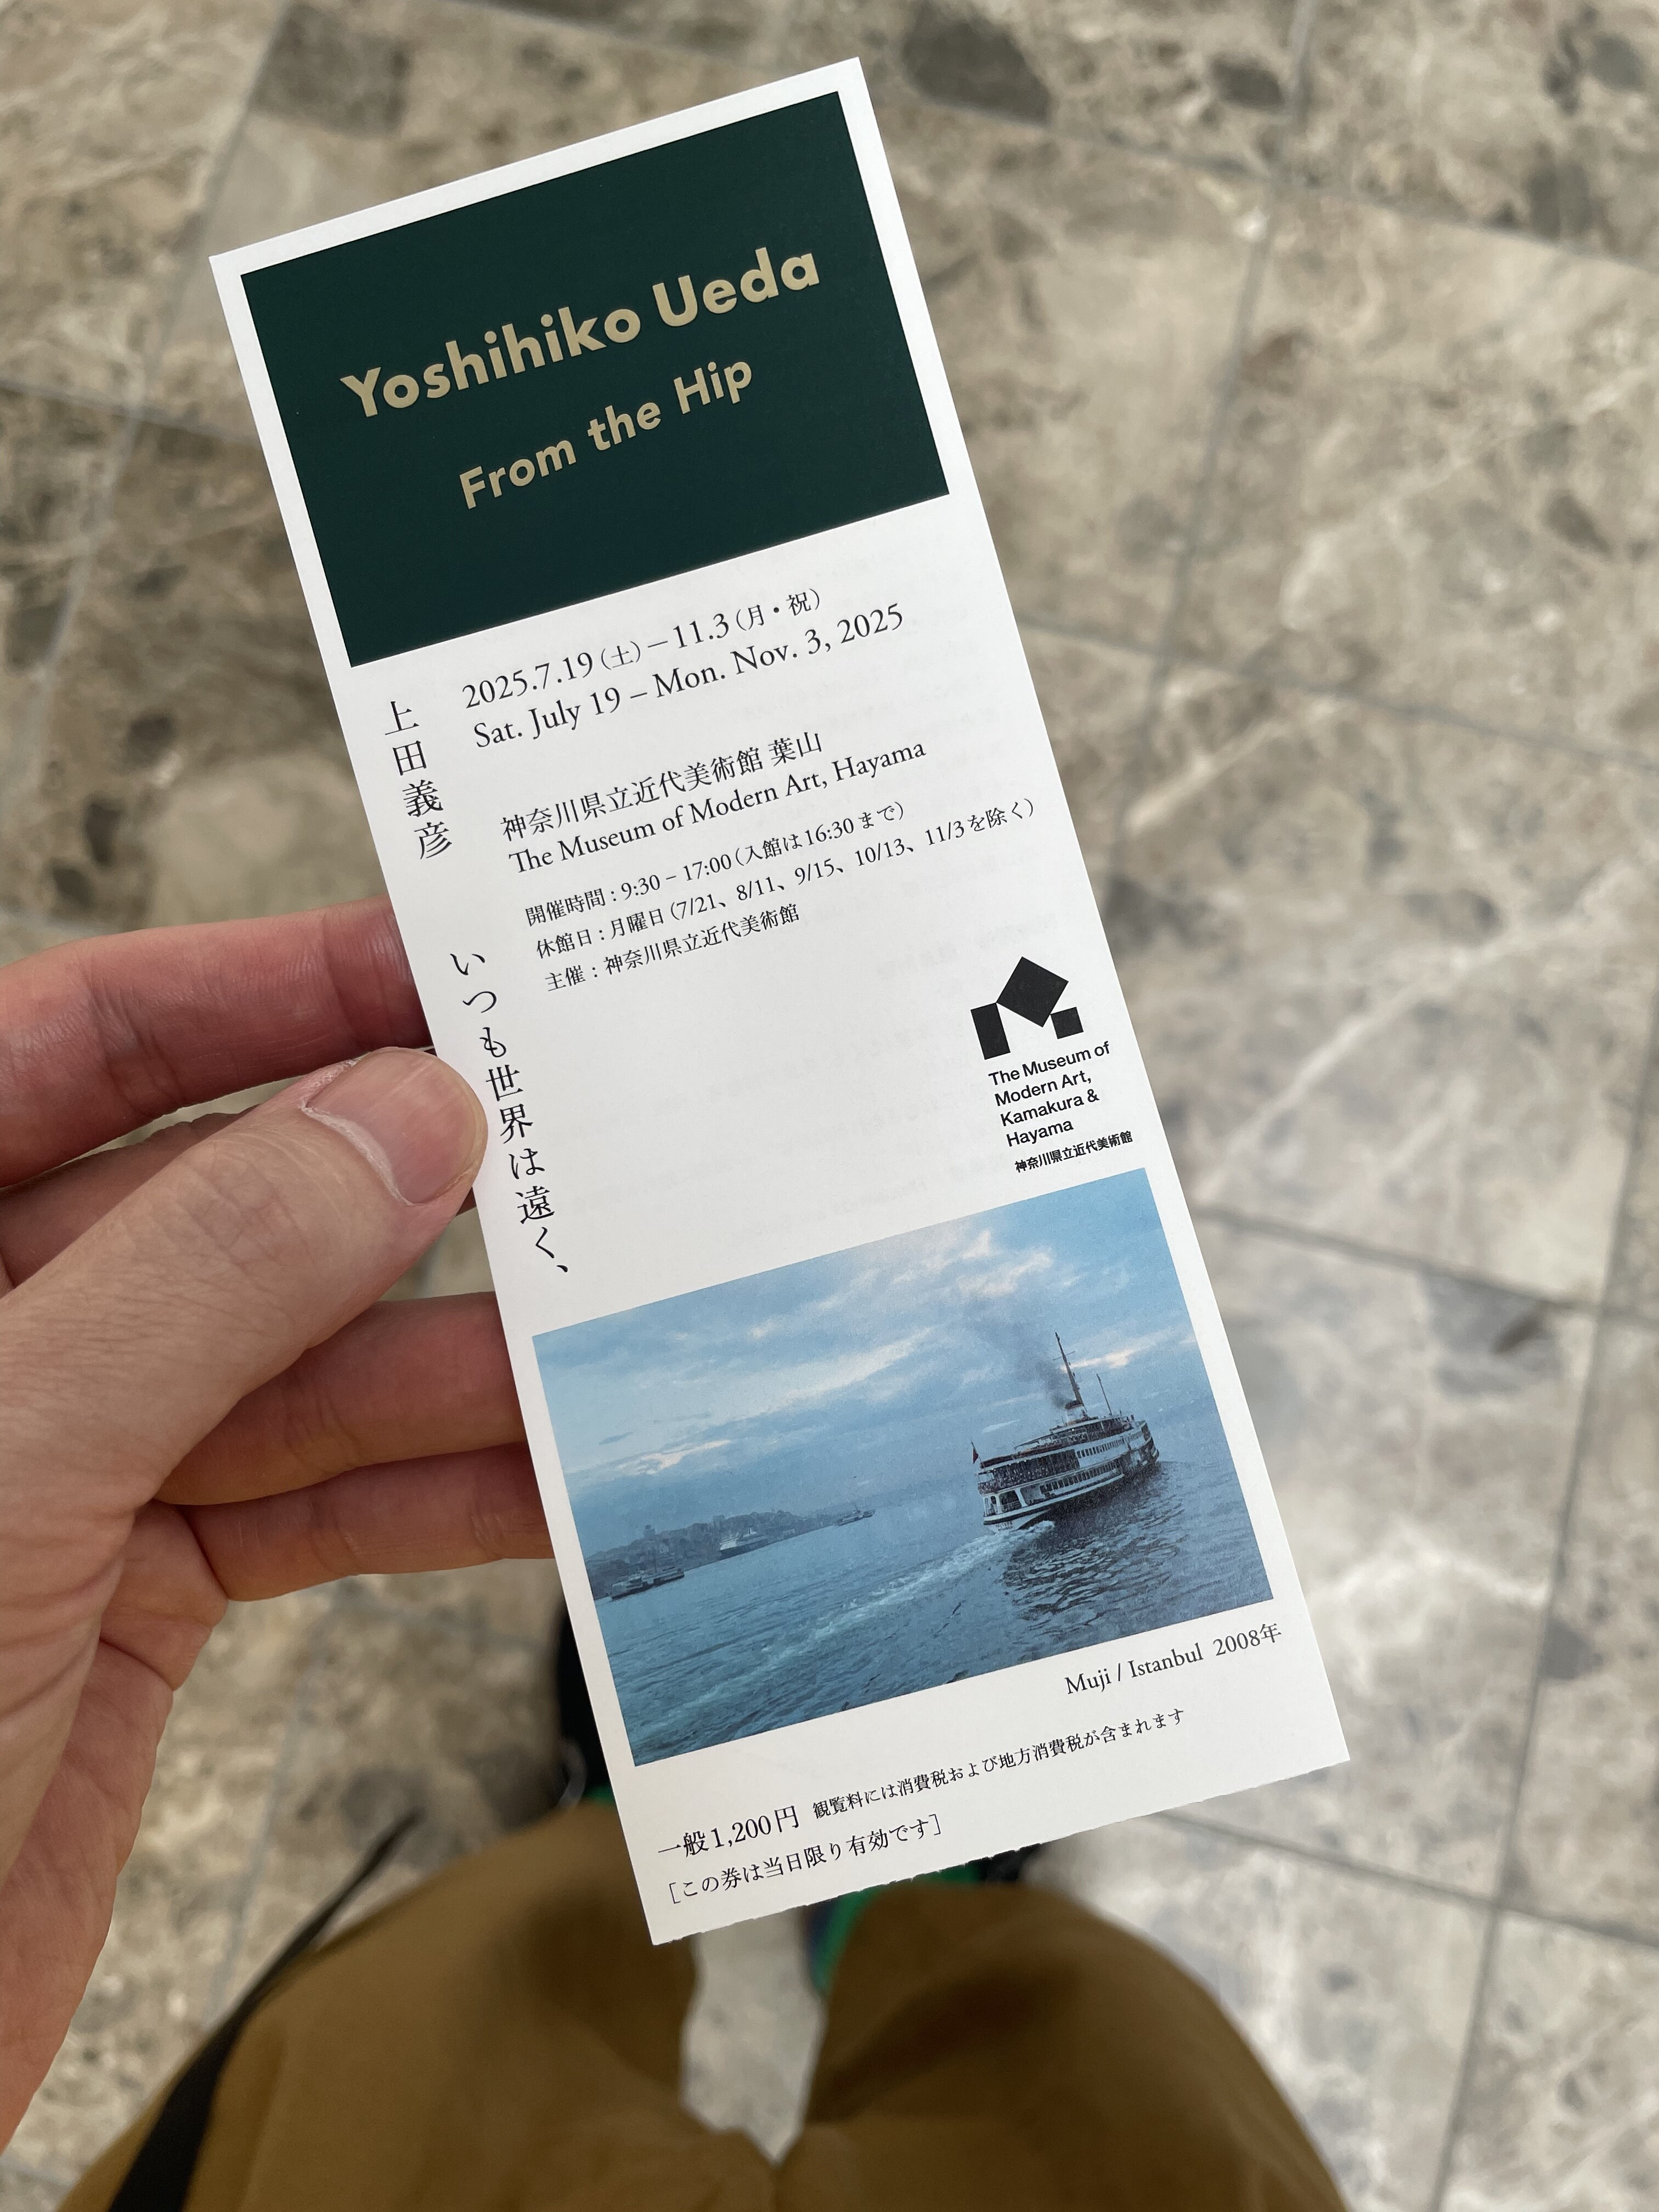 Yoshihiko Ueda
From the Hip
上田義彦
いつも世界は遠く、
2025.7.19（土）–11.3（月・祝）
Sat. July 19 – Mon. Nov. 3, 2025
神奈川県立近代美術館 葉山
The Museum of Modern Art, Hayama
開催時間：9:30 – 17:00（入館は16:30まで）
休館日：月曜日（7/21、8/11、9/15、10/13、11/3を除く）
主催：神奈川県立近代美術館
The Museum of
Modern Art,
Kamakura &
Hayama
神奈川県立近代美術館
Muji / Istanbul 2008年
一般1,200円 観覧料には消費税および地方消費税が含まれます
［この券は当日限り有効です］